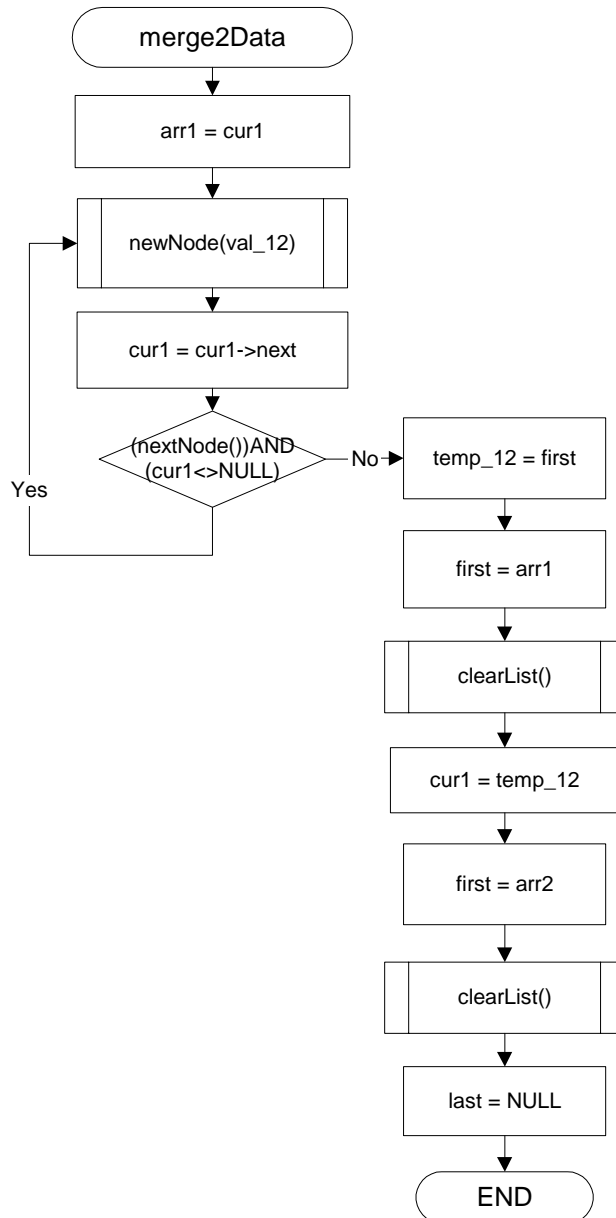 merge2Data
arr1 = cur1
newNode(val_12)
cur1 = cur1->next
(nextNode())AND
(cur1<>NULL)
No
Yes
temp_12 = first
first = arr1
clearList()
cur1 = temp_12
first = arr2
clearList()
last = NULL
END